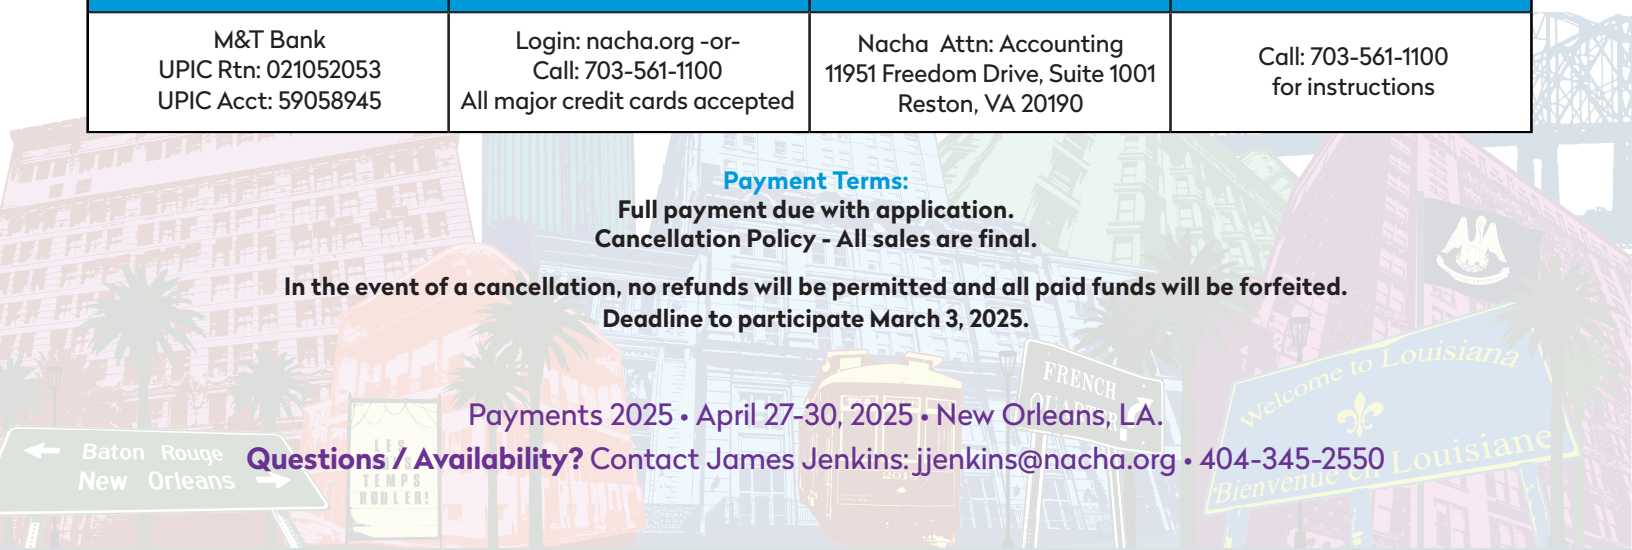 M&T Bank
UPIC Rtn: 021052053
UPIC Acct: 59058945
Login: nacha.org -or-
Call: 703-561-1100
All major credit cards accepted
Nacha Attn: Accounting
11951 Freedom Drive, Suite 1001
Reston, VA 20190
Call: 703-561-1100
for instructions
Payment Terms:
Full payment due with application.
Cancellation Policy - All sales are final.
In the event of a cancellation, no refunds will be permitted and all paid funds will be forfeited.
Deadline to participate March 3, 2025.
Payments 2025 • April 27-30, 2025 • New Orleans, LA.
Questions / Availability? Contact James Jenkins: jjenkins@nacha.org • 404-345-2550
Baton Rouge
New Orleans
LES
TEMPS
ROULER!
FRENCH
QUARTER
Welcome to Louisiana
Bienvenue en Louisiane